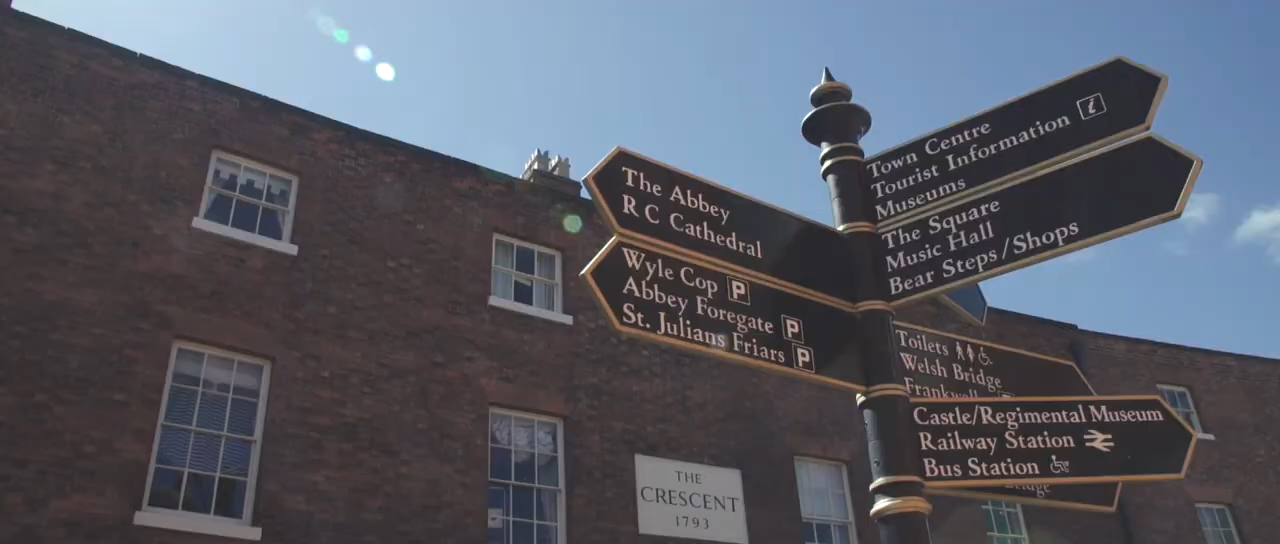 The Abbey
R C Cathedral
Wyle Cop P
Abbey Foregate P
St. Julians Friars P
Town Centre
Tourist Information i
Museums
The Square
Music Hall
Bear Steps/Shops
Toilets
Welsh Bridge
Frankwell
Castle/Regimental Museum
Railway Station
Bus Station
Bridge
THE
CRESCENT
1793